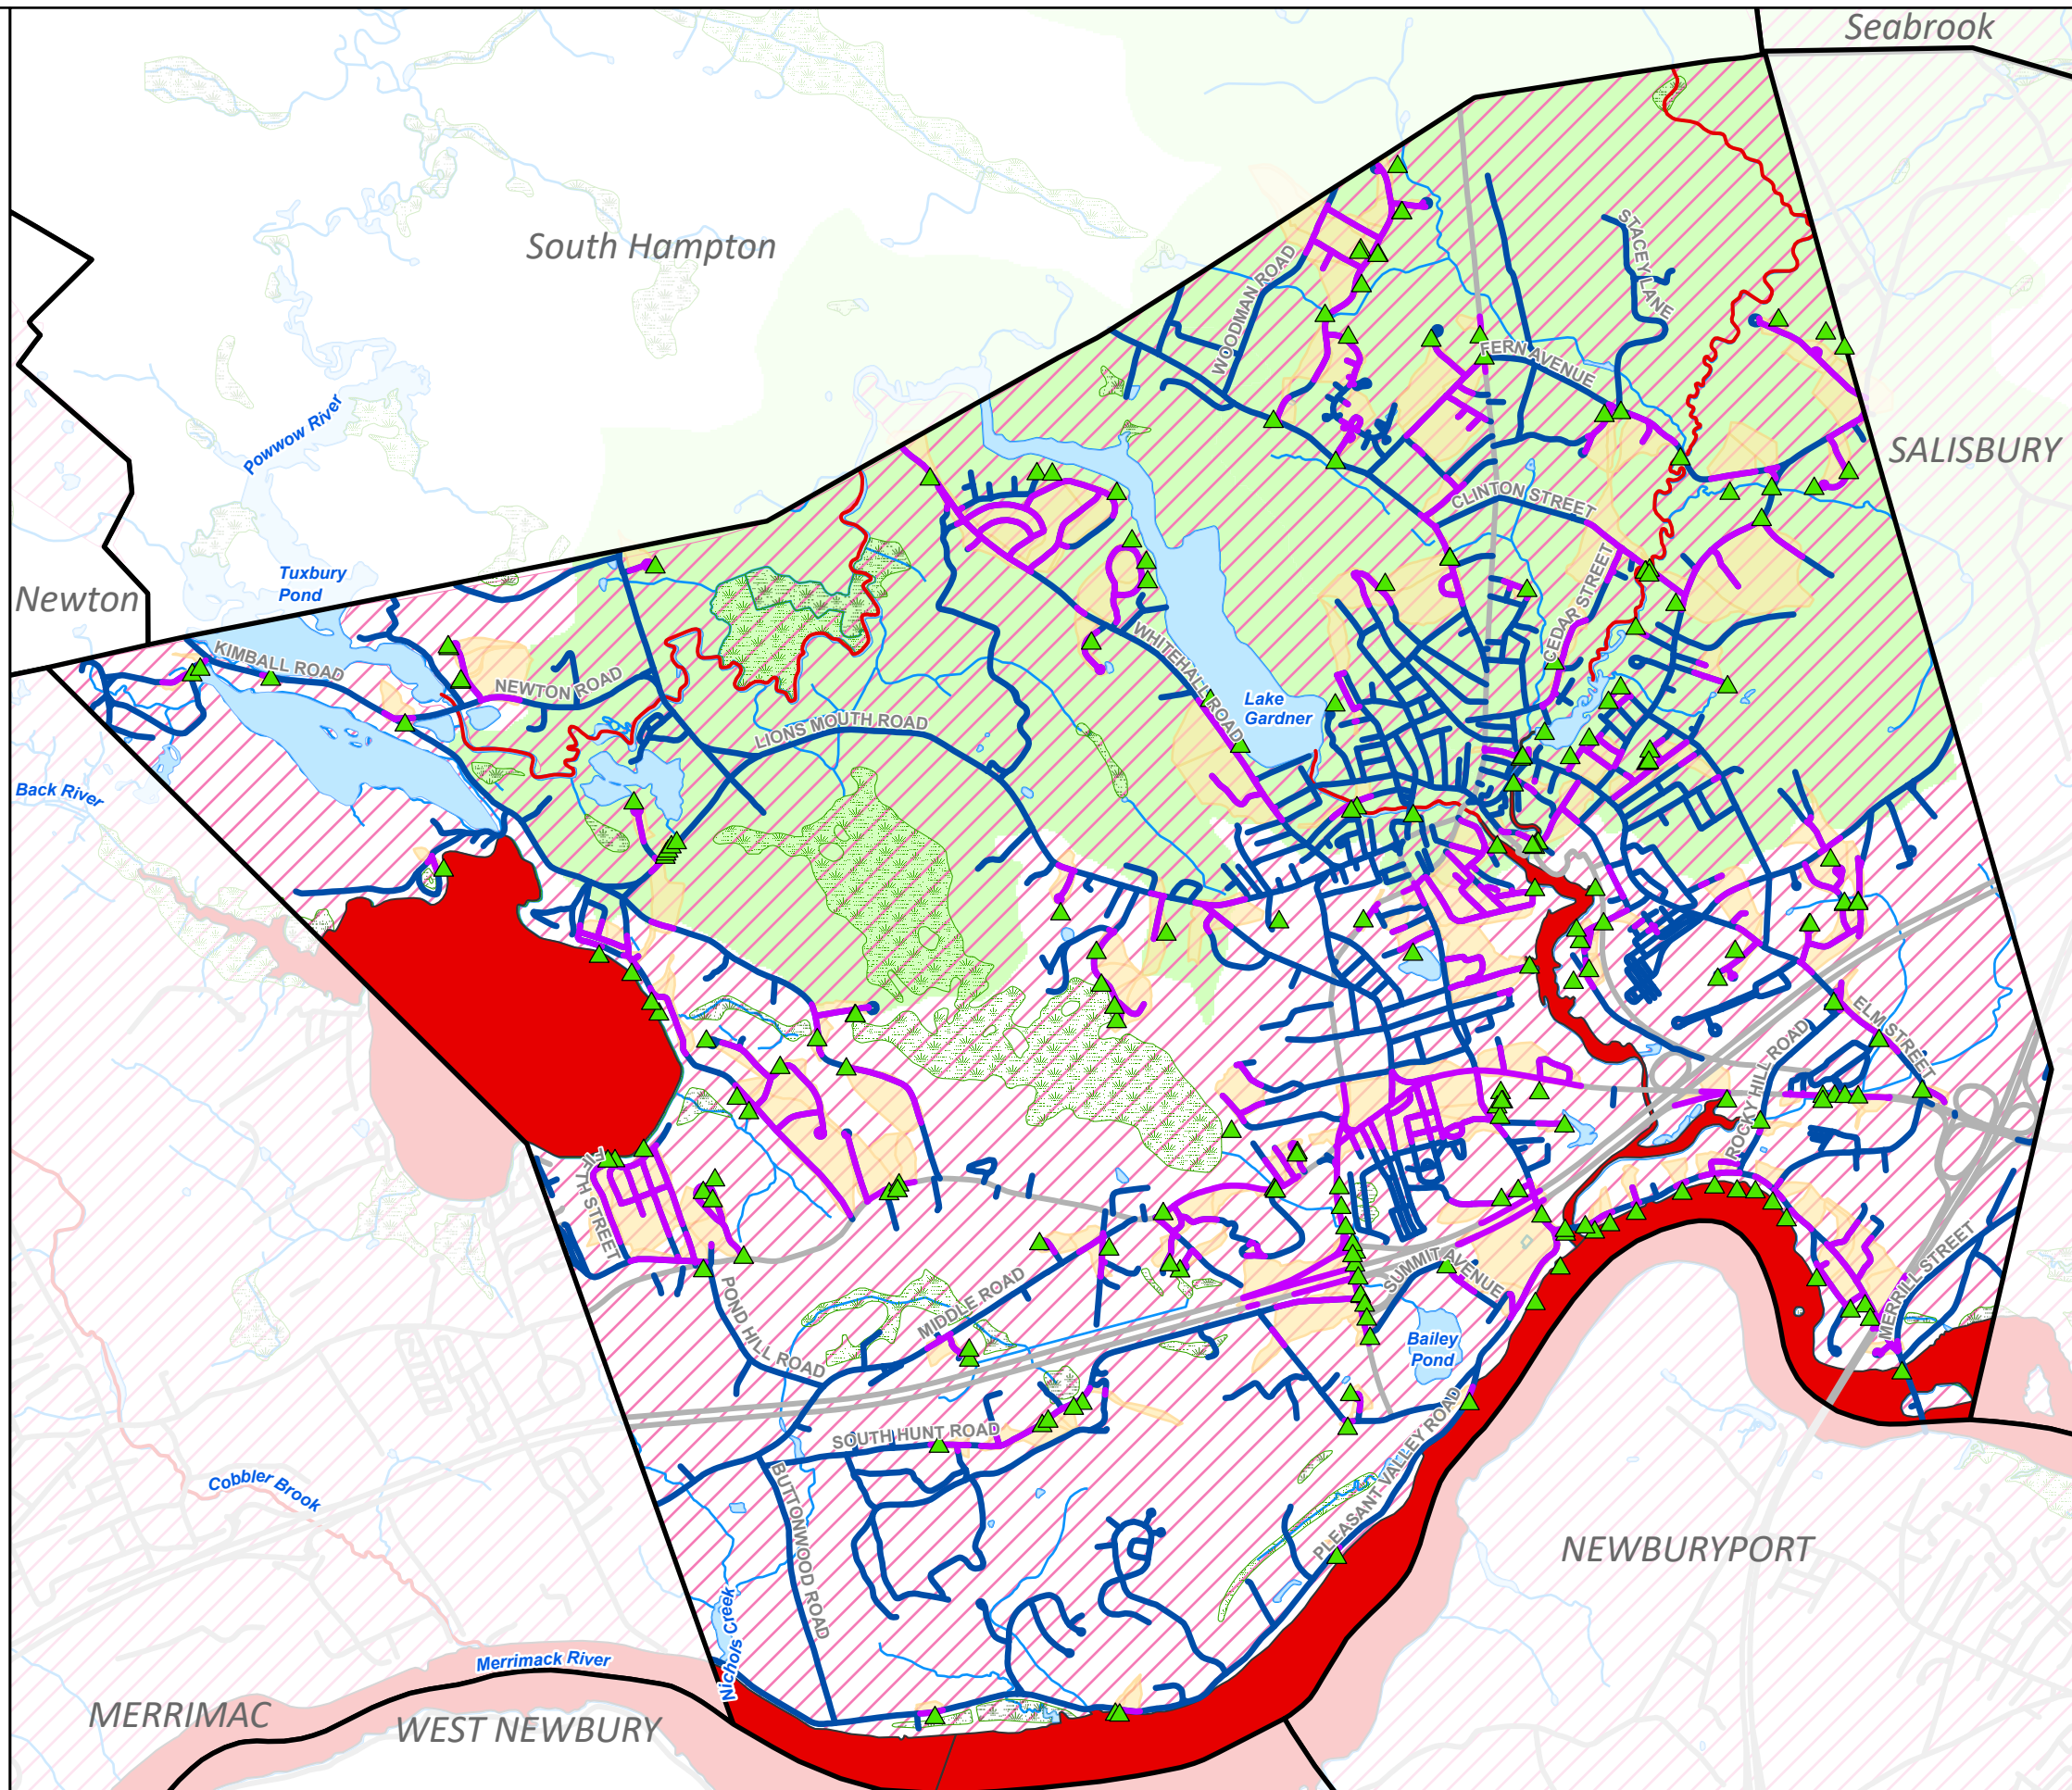 Seabrook
South Hampton
STACEY LANE
WOODMAN ROAD
FERN AVENUE
Powwow River
SALISBURY
CLINTON STREET
Tuxbury
Pond
Newton
CEDAR STREET
KIMBALL ROAD
NEWTON ROAD
WHITEHALL ROAD
Lake
Gardner
LIONS MOUTH ROAD
Back River
ELM STREET
ROCKY HILL ROAD
FIFTH STREET
SUMMIT AVENUE
MERRILL STREET
MIDDLE ROAD
POND HILL ROAD
Bailey
Pond
SOUTH HUNT ROAD
PLEASANT VALLEY ROAD
BUTTONWOOD ROAD
Cobbler Brook
NEWBURYPORT
Nichols Creek
Merrimack River
MERRIMAC
WEST NEWBURY